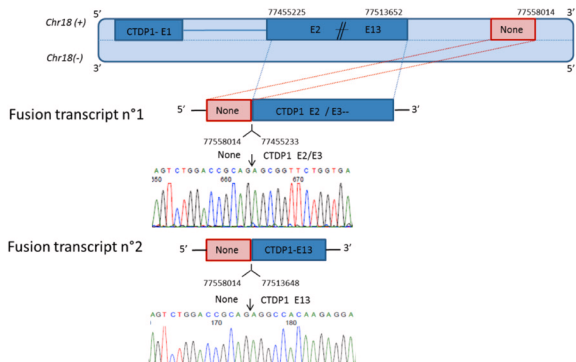 5' 77455225 77513652 77558014 5'
Chr18 (+) CTDP1- E1 E2 E13 None
Chr18(-)
3' 3'
5' None CTDP1 E2 / E3-- 3'
Fusion transcript n°1
77558014 77455233
None CTDP1 E2/E3
AGTCTGGACCGCAGAGCGGTTCTGGTGA
650 660 670
Fusion transcript n°2
5' None CTDP1-E13 3'
77558014 77513648
None CTDP1 E13
AGTCTGGACCGCAGAGGCCACAAGAGGA
170 180